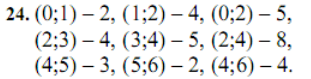 24. (0;1) – 2, (1;2) – 4, (0;2) – 5,
(2;3) – 4, (3;4) – 5, (2;4) – 8,
(4;5) – 3, (5;6) – 2, (4;6) – 4.